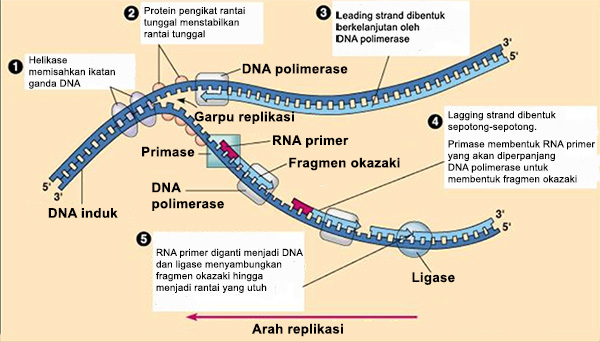 1
Helikase
memisahkan ikatan
ganda DNA
2
Protein pengikat rantai
tunggal menstabilkan
rantai tunggal
3
Leading strand dibentuk
berkelanjutan oleh
DNA polimerase
3'
5'
DNA polimerase
Garpu replikasi
4
Lagging strand dibentuk
sepotong-sepotong.
Primase membentuk RNA primer
yang akan diperpanjang
DNA polimerase untuk
membentuk fragmen okazaki
RNA primer
Primase
Fragmen okazaki
DNA
polimerase
5'
3'
DNA induk
3'
5'
5
RNA primer diganti menjadi DNA
dan ligase menyambungkan
fragmen okazaki hingga
menjadi rantai yang utuh
Ligase
Arah replikasi